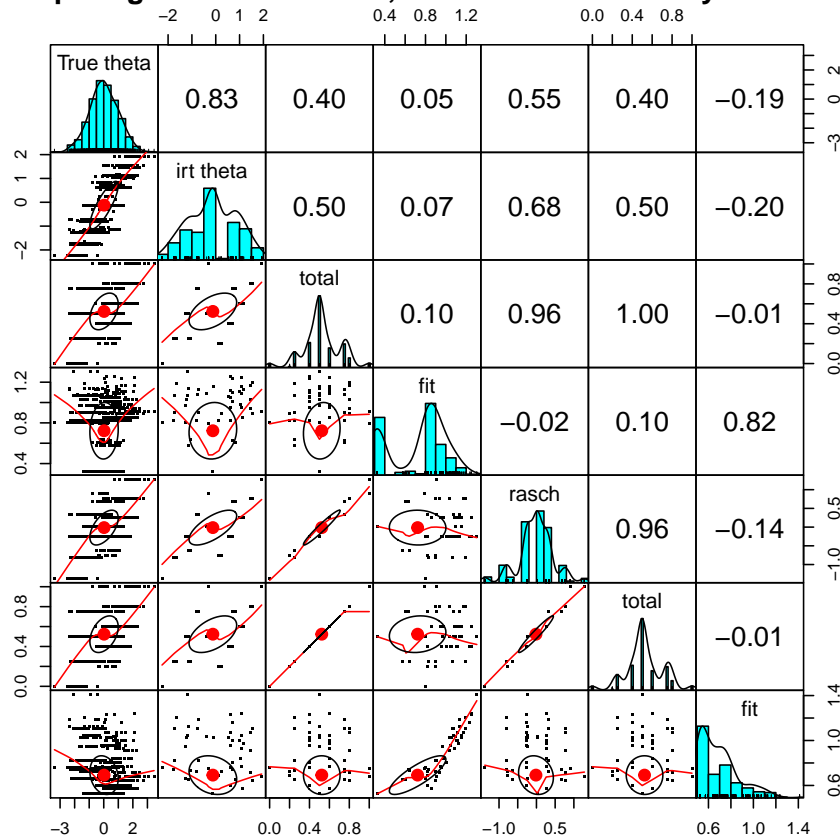 −2 0 1 2 0.4 0.8 1.2 0.0 0.4 0.8
True theta
0.83 0.40 0.05 0.55 0.40 −0.19
−3 0 2
−2 0 1 2
irt theta
0.50 0.07 0.68 0.50 −0.20
total
0.10 0.96 1.00 −0.01
0.0 0.4 0.8
0.4 0.8 1.2
fit
−0.02 0.10 0.82
rasch
0.96 −0.14
−1.0 0.5
0.0 0.4 0.8
total
−0.01
fit
0.6 1.0 1.4
−3 0 2 0.0 0.4 0.8 −1.0 0.5 0.6 1.0 1.4